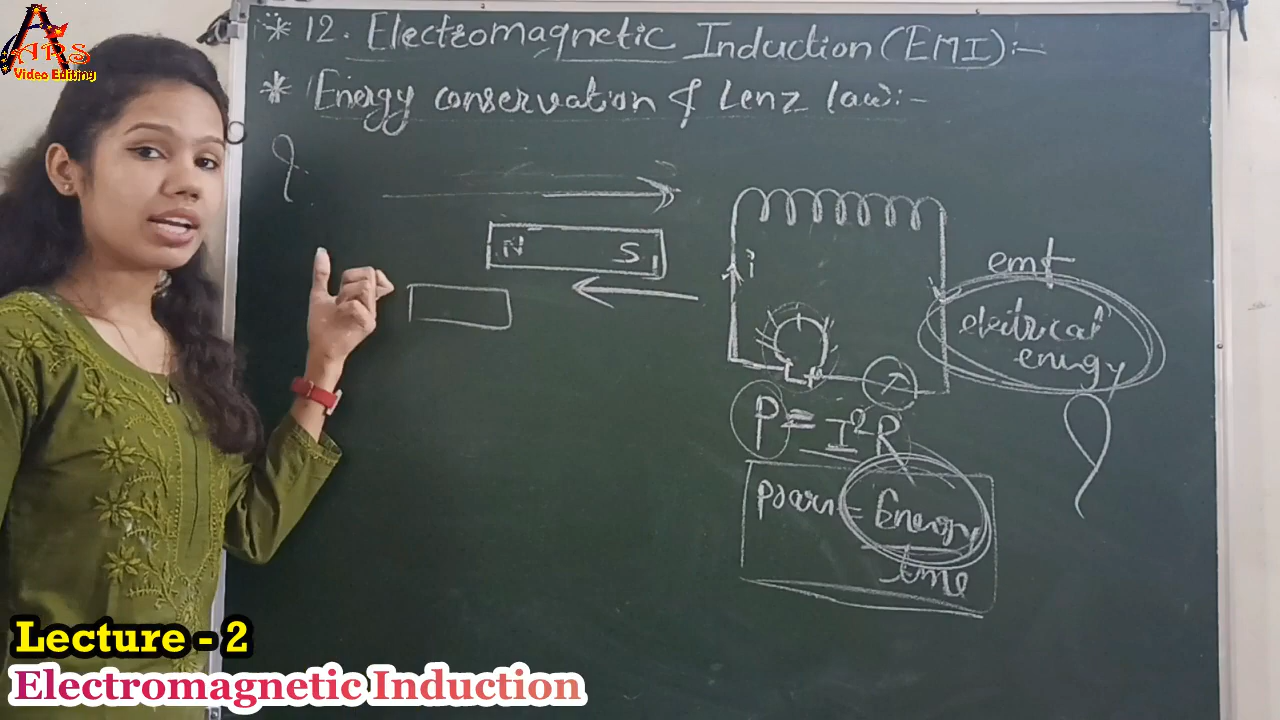 ARS
Video Editing
* 12. Electromagnetic Induction (EMI):-
* Energy conservation & Lenz law:-
N S
i
emf
electrical
energy
P = I²R
Energy
time
Lecture - 2
Electromagnetic Induction